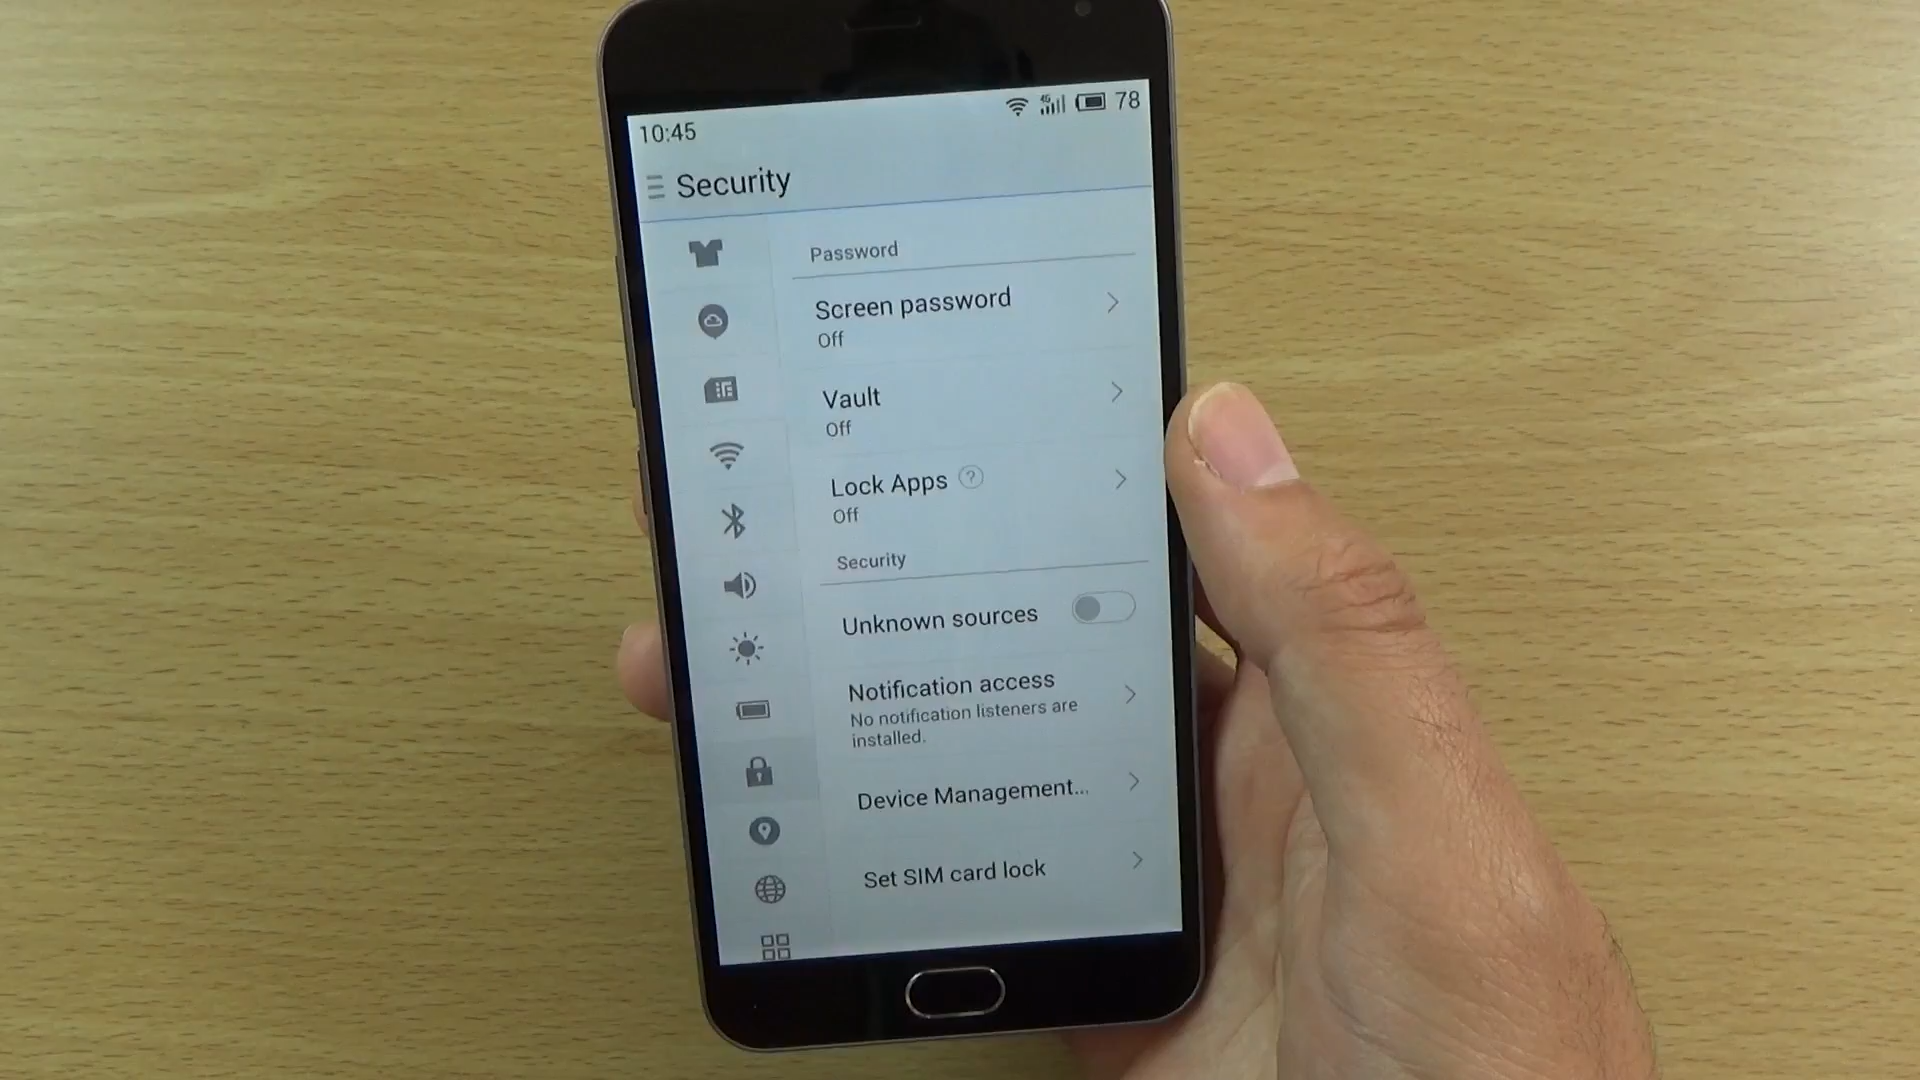 10:45
4G
78
Security
Password
Screen password
Off
Vault
Off
Lock Apps ?
Off
Security
Unknown sources
Notification access
No notification listeners are
installed.
Device Management...
Set SIM card lock